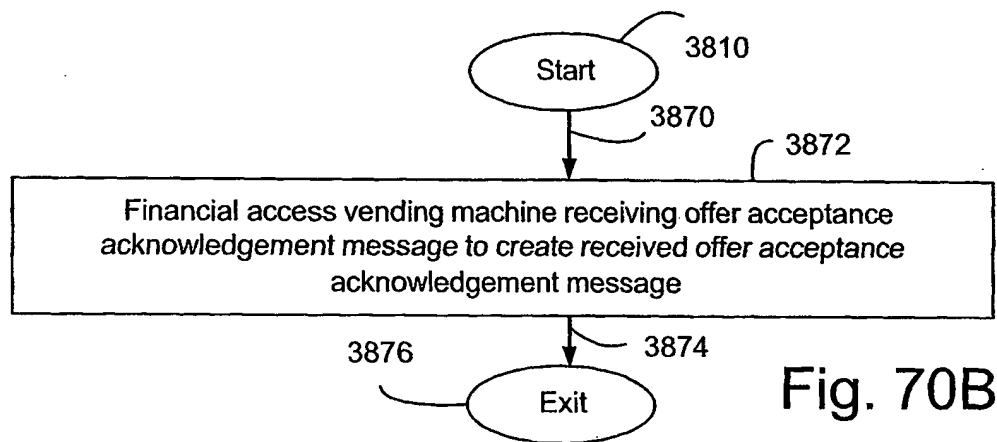 3810
Start
3870
3872
Financial access vending machine receiving offer acceptance
acknowledgement message to create received offer acceptance
acknowledgement message
3876
3874
Exit
Fig. 70B